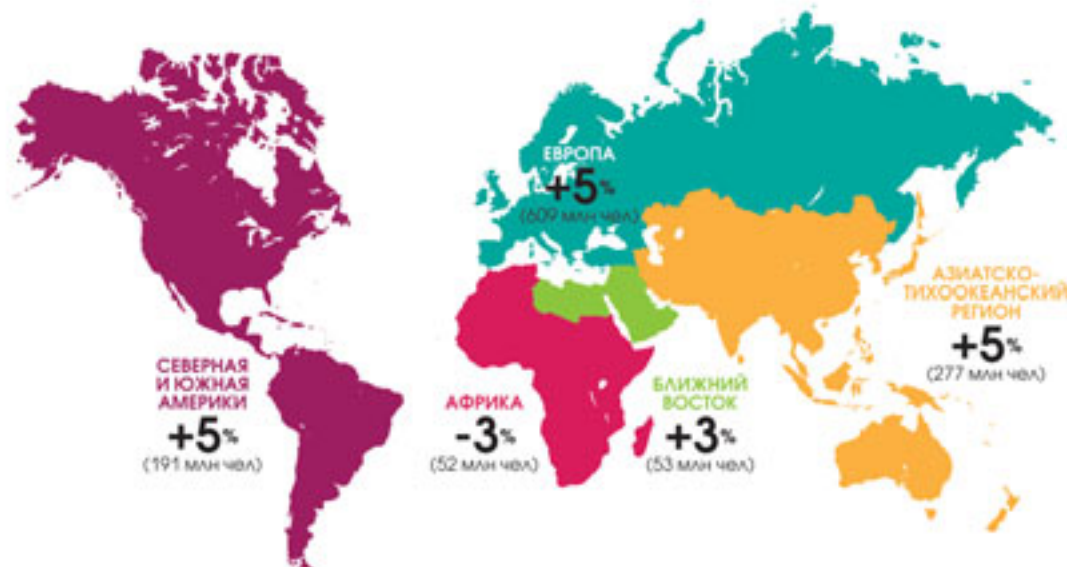 ЕВРОПА
+5%
(609 млн чел)
АЗИАТСКО-
ТИХООКЕАНСКИЙ
РЕГИОН
+5%
(277 млн чел)
СЕВЕРНАЯ
И ЮЖНАЯ
АМЕРИКИ
+5%
(191 млн чел)
АФРИКА
-3%
(52 млн чел)
БЛИЖНИЙ
ВОСТОК
+3%
(53 млн чел)